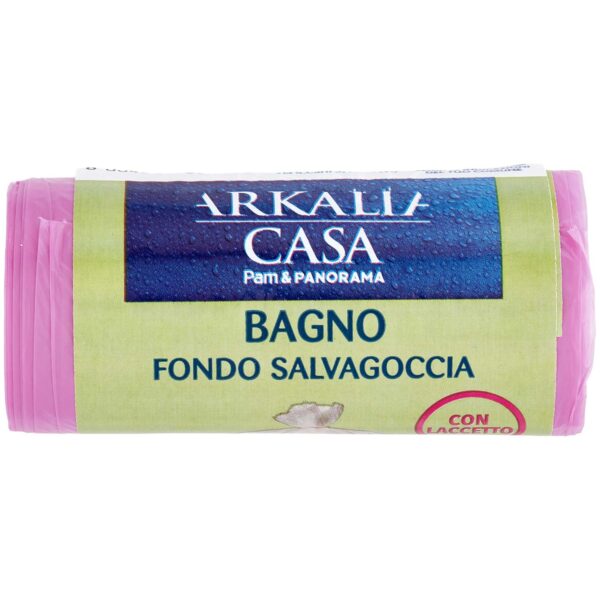 ARKALIA
CASA
Pam & PANORAMA
BAGNO
FONDO SALVAGOCCIA
CON
LACCETTO